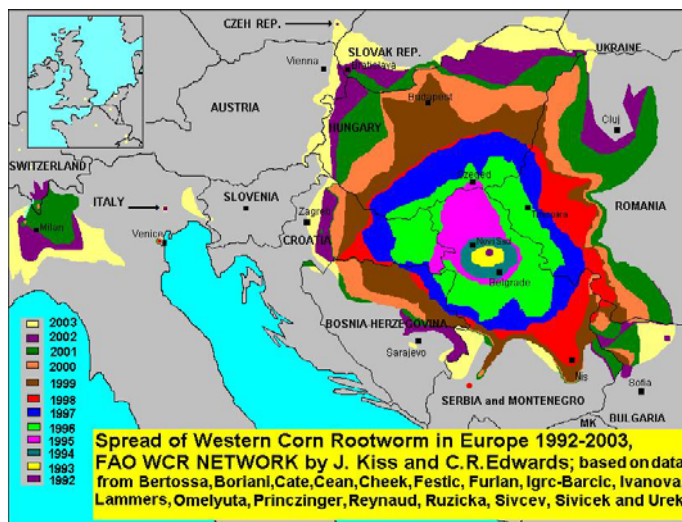 CZEH REP.
SLOVAK REP.
UKRAINE
Vienna
Bratislava
AUSTRIA
Budapest
HUNGARY
Cluj
SWITZERLAND
ITALY
SLOVENIA
Szeged
ROMANIA
Milan
Zagreb
Timisoara
Venice
CROATIA
Novi Sad
Belgrade
BOSNIA HERZEGOVINA
Sarajevo
Nis
Sofia
SERBIA and MONTENEGRO
MK
BULGARIA
2003
2002
2001
2000
1999
1998
1997
1996
1995
1994
1993
1992
Spread of Western Corn Rootworm in Europe 1992-2003,
FAO WCR NETWORK by J. Kiss and C.R.Edwards; based on data
from Bertossa, Boriani,Cate,Cean,Cheek,Festic, Furlan, Igrc-Barcic, Ivanova,
Lammers, Omelyuta, Princzinger, Reynaud, Ruzicka, Sivcev, Sivicek and Urek